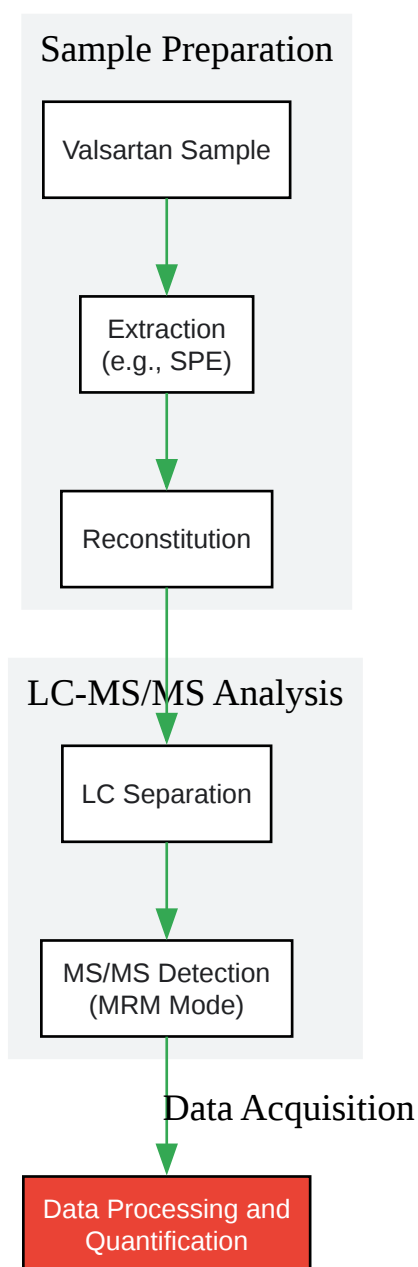 Sample Preparation
Valsartan Sample
Extraction
(e.g., SPE)
Reconstitution
LC-MS/MS Analysis
LC Separation
MS/MS Detection
(MRM Mode)
Data Acquisition
Data Processing and
Quantification